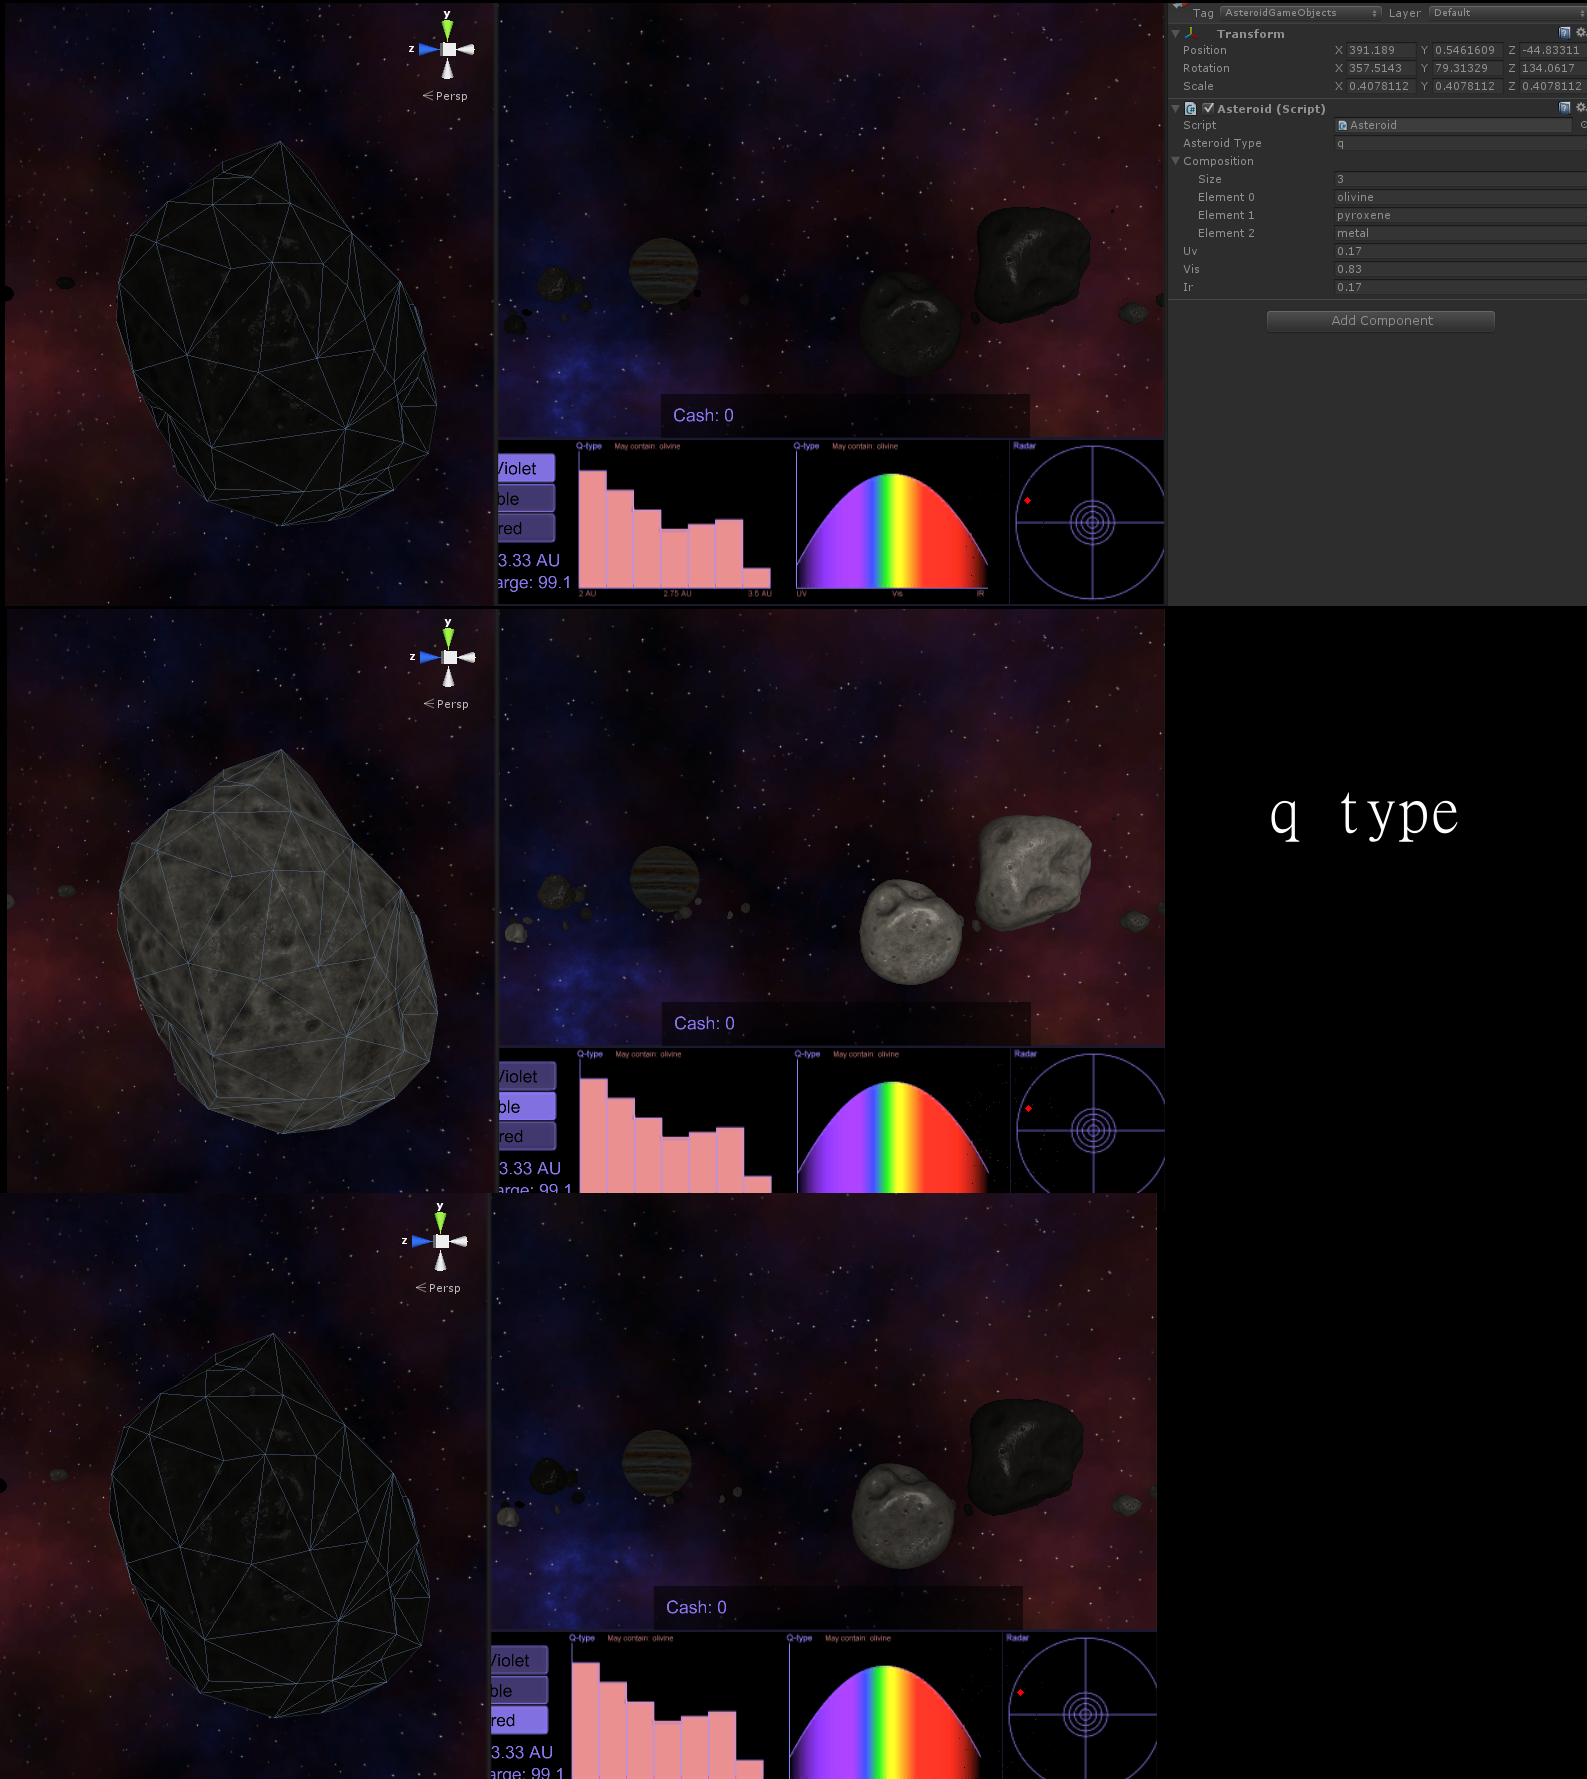 y
z
Persp
Cash: 0
Violet
ble
red
3.33 AU
arge: 99.1
Q-type May contain: olivine
2 AU 2.75 AU 3.5 AU
Q-type May contain: olivine
UV Vis IR
Radar
Tag AsteroidGameObjects Layer Default
Transform
Position X 391.189 Y 0.5461609 Z -44.83311
Rotation X 357.5143 Y 79.31329 Z 134.0617
Scale X 0.4078112 Y 0.4078112 Z 0.4078112
Asteroid (Script)
Script Asteroid
Asteroid Type q
Composition
Size 3
Element 0 olivine
Element 1 pyroxene
Element 2 metal
Uv 0.17
Vis 0.83
Ir 0.17
Add Component
y
z
Persp
Cash: 0
Violet
ble
red
3.33 AU
arge: 99.1
Q-type May contain: olivine
Q-type May contain: olivine
Radar
q type
y
z
Persp
Cash: 0
Violet
ble
red
3.33 AU
arge: 99.1
Q-type May contain: olivine
Q-type May contain: olivine
Radar